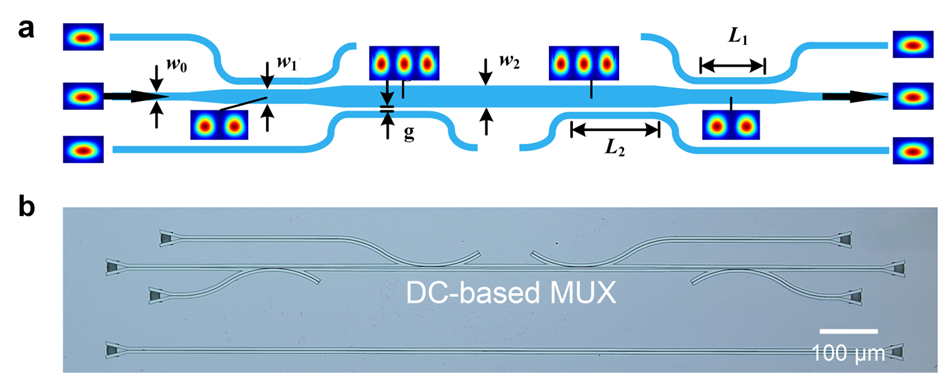 a
w0
w1
w2
L1
g
L2
b
DC-based MUX
100 μm